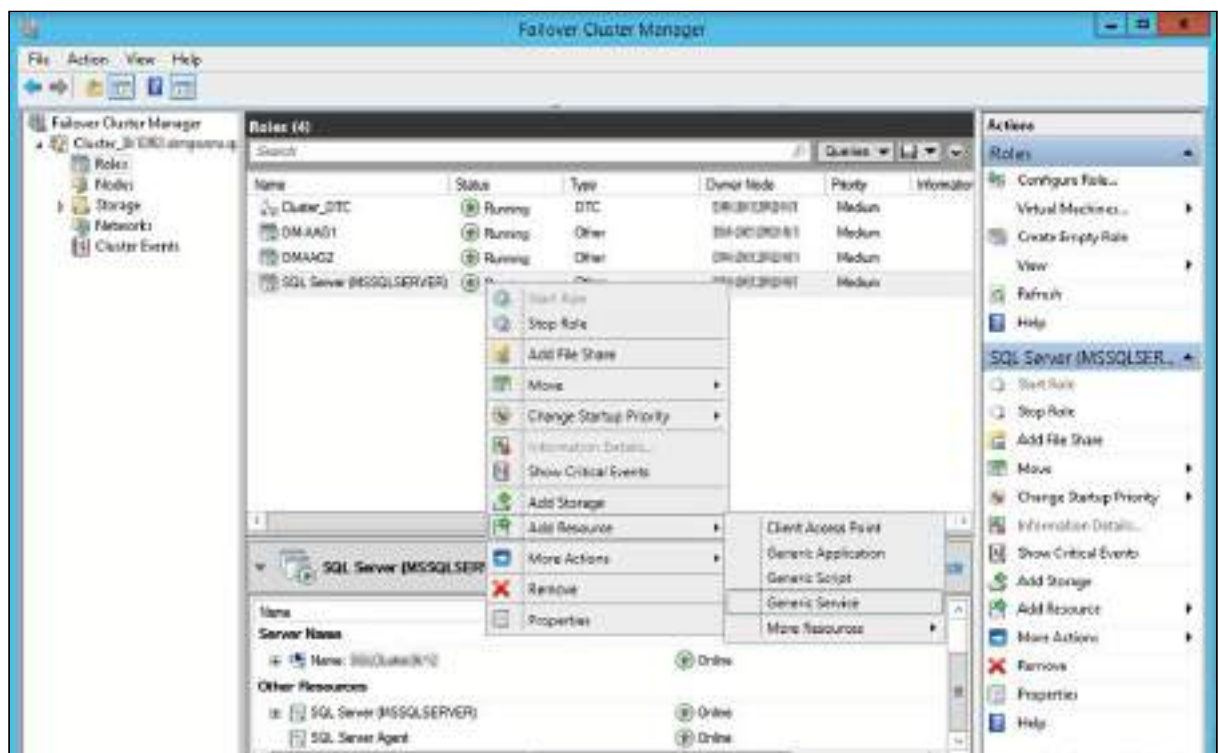 Failover Cluster Manager
File Action View Help
Failover Cluster Manager
Roles
Nodes
Storage
Networks
Cluster Events
Roles (4)
Search
Queries
Name Status Type Owner Node Priority Information
Cluster_DTC Running DTC Medium
DM-AAG1 Running Other Medium
DMAAG2 Running Other Medium
SQL Server (MSSQLSERVER) Medium
Start Role
Stop Role
Add File Share
Move
Change Startup Priority
Information Details...
Show Critical Events
Add Storage
Add Resource
More Actions
Remove
Properties
Client Access Point
Generic Application
Generic Script
Generic Service
More Resources
SQL Server (MSSQLSER
Name
Server Name
Name:
Online
Other Resources
SQL Server (MSSQLSERVER) Online
SQL Server Agent Online
Actions
Roles
Configure Role...
Virtual Machines...
Create Empty Role
View
Refresh
Help
SQL Server (MSSQLSER...
Start Role
Stop Role
Add File Share
Move
Change Startup Priority
Information Details...
Show Critical Events
Add Storage
Add Resource
More Actions
Remove
Properties
Help